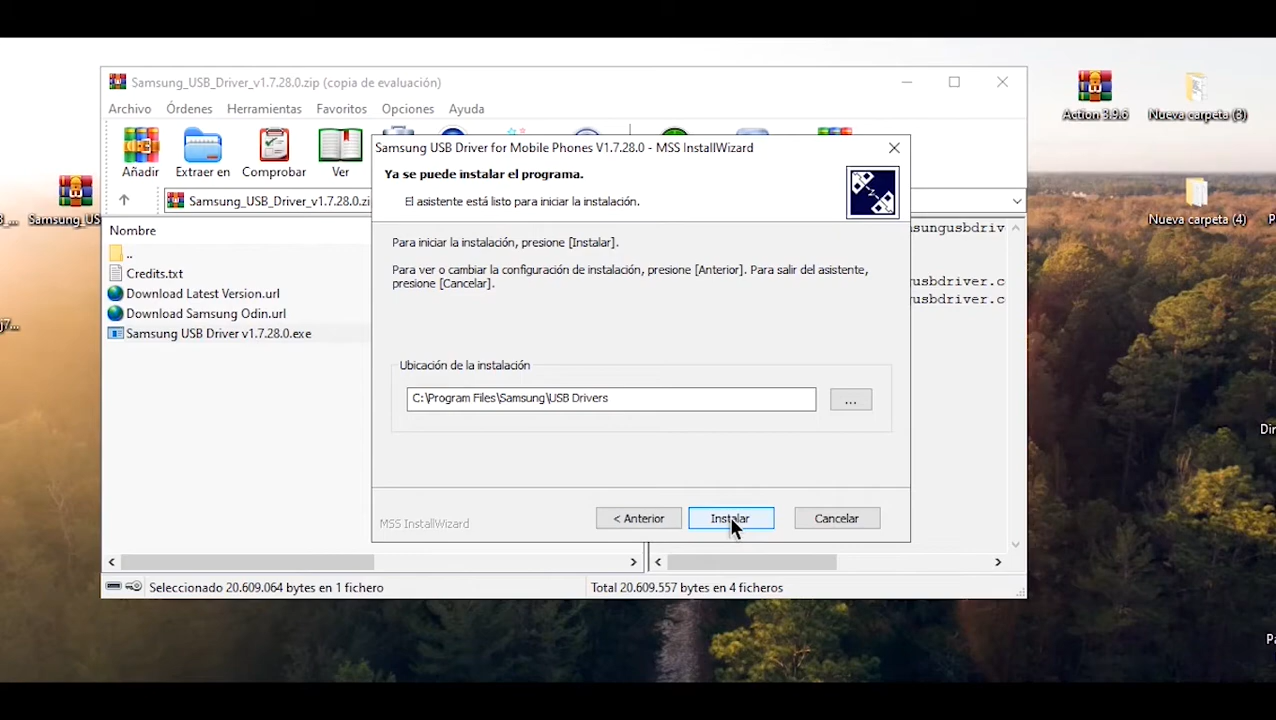 Samsung_USB_Driver_v1.7.28.0.zip (copia de evaluación)
Archivo Órdenes Herramientas Favoritos Opciones Ayuda
Añadir Extraer en Comprobar Ver
Samsung_USB_Driver_v1.7.28.0.zi
Nombre
..
Credits.txt
Download Latest Version.url
Download Samsung Odin.url
Samsung USB Driver v1.7.28.0.exe
Samsung USB Driver for Mobile Phones V1.7.28.0 - MSS InstallWizard
Ya se puede instalar el programa.
El asistente está listo para iniciar la instalación.
Para iniciar la instalación, presione [Instalar].
Para ver o cambiar la configuración de instalación, presione [Anterior]. Para salir del asistente,
presione [Cancelar].
Ubicación de la instalación
C:\Program Files\Samsung\USB Drivers
...
MSS InstallWizard
< Anterior Instalar Cancelar
sungusbdriv
usbdriver.c
usbdriver.c
Seleccionado 20.609.064 bytes en 1 fichero
Total 20.609.557 bytes en 4 ficheros
Action 3.9.6
Nueva carpeta (3)
Nueva carpeta (4)
Samsung_US
j7...